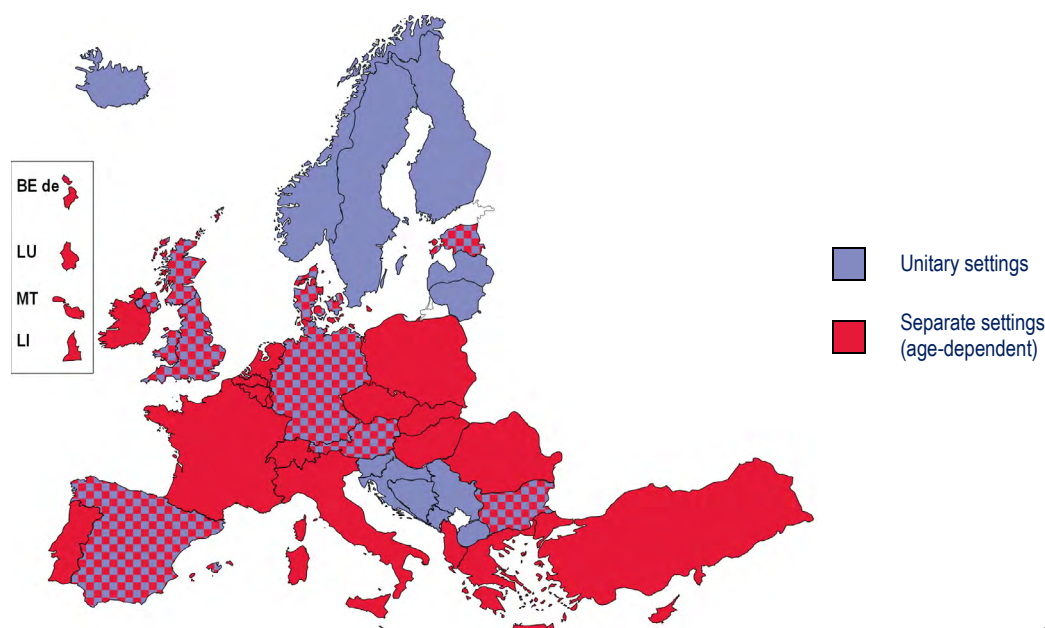 BE de
LU
MT
LI
Unitary settings
Separate settings
(age-dependent)